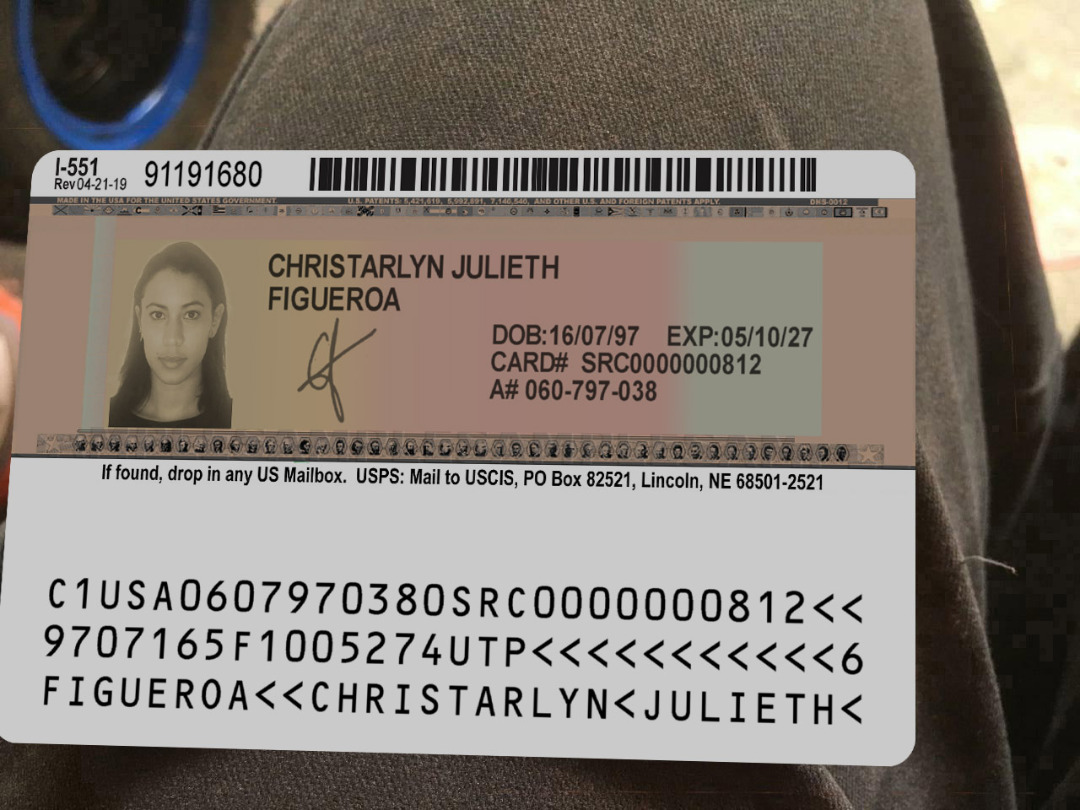 I-551
Rev 04-21-19 91191680
MADE IN THE USA FOR THE UNITED STATES GOVERNMENT. U.S. PATENTS: 5,421,619, 5,982,891, 7,140,540, AND OTHER U.S. AND FOREIGN PATENTS APPLY. DHS-0012
CHRISTARLYN JULIETH
FIGUEROA
DOB:16/07/97 EXP:05/10/27
CARD# SRC0000000812
A# 060-797-038
If found, drop in any US Mailbox. USPS: Mail to USCIS, PO Box 82521, Lincoln, NE 68501-2521
C1USA0607970380SRC0000000812<<
9707165F1005274UTP<<<<<<<<<<<6
FIGUEROA<<CHRISTARLYN<JULIETH<